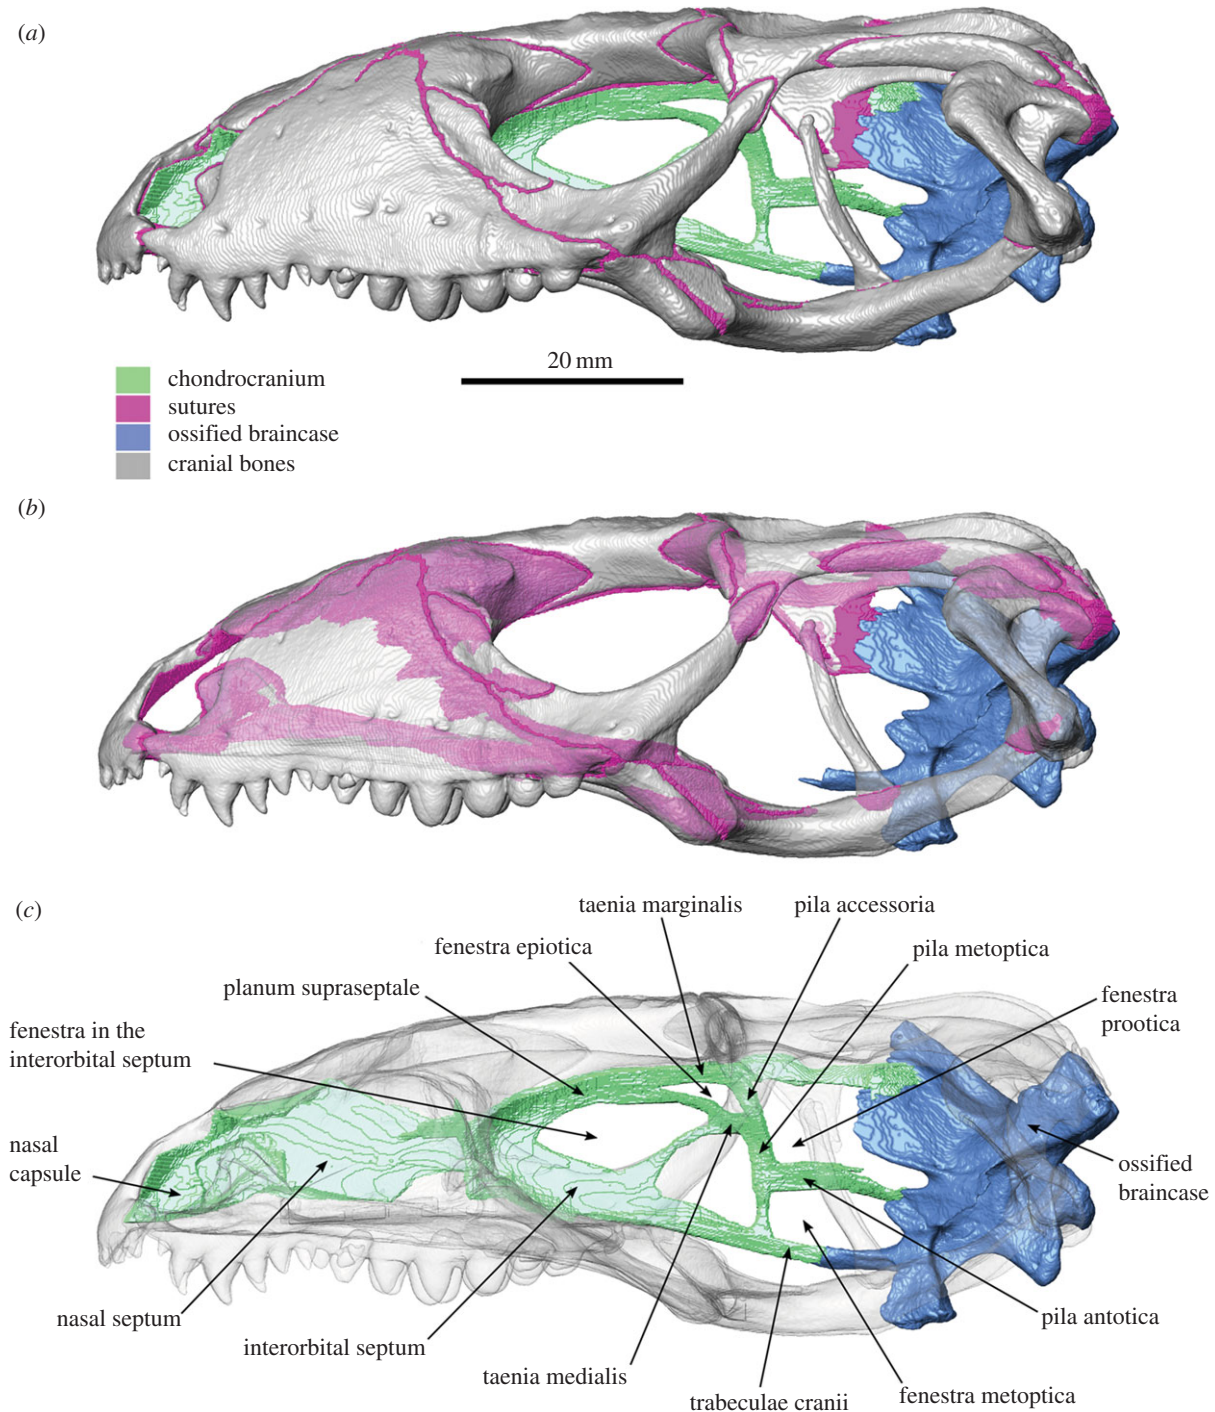 (a)
20 mm
chondrocranium
sutures
ossified braincase
cranial bones
(b)
(c)
taenia marginalis
pila accessoria
fenestra epiotica
pila metoptica
planum supraseptale
fenestra
prootica
fenestra in the
interorbital septum
nasal
capsule
ossified
braincase
nasal septum
pila antotica
interorbital septum
taenia medialis
trabeculae cranii
fenestra metoptica